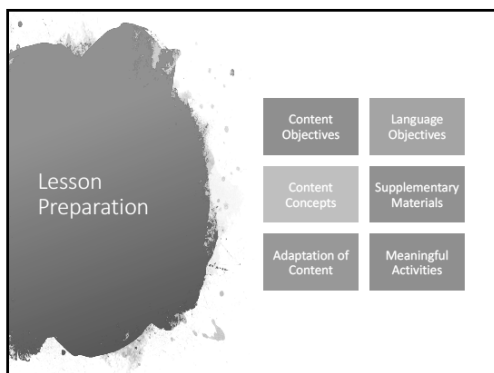 Lesson
Preparation
Content
Objectives
Language
Objectives
Content
Concepts
Supplementary
Materials
Adaptation of
Content
Meaningful
Activities